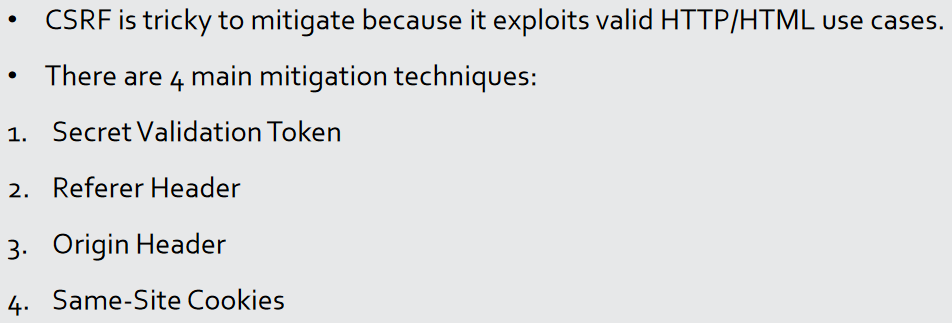 • CSRF is tricky to mitigate because it exploits valid HTTP/HTML use cases.
• There are 4 main mitigation techniques:
1. Secret Validation Token
2. Referer Header
3. Origin Header
4. Same-Site Cookies